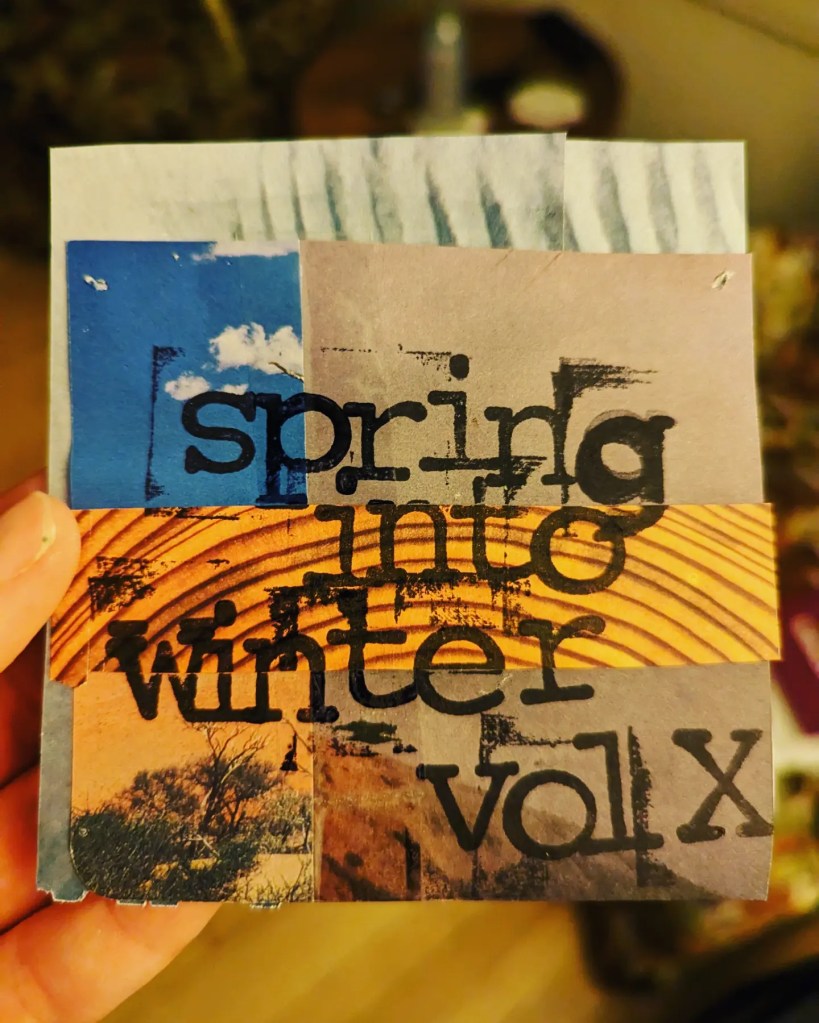 spring
into
winter
vol X